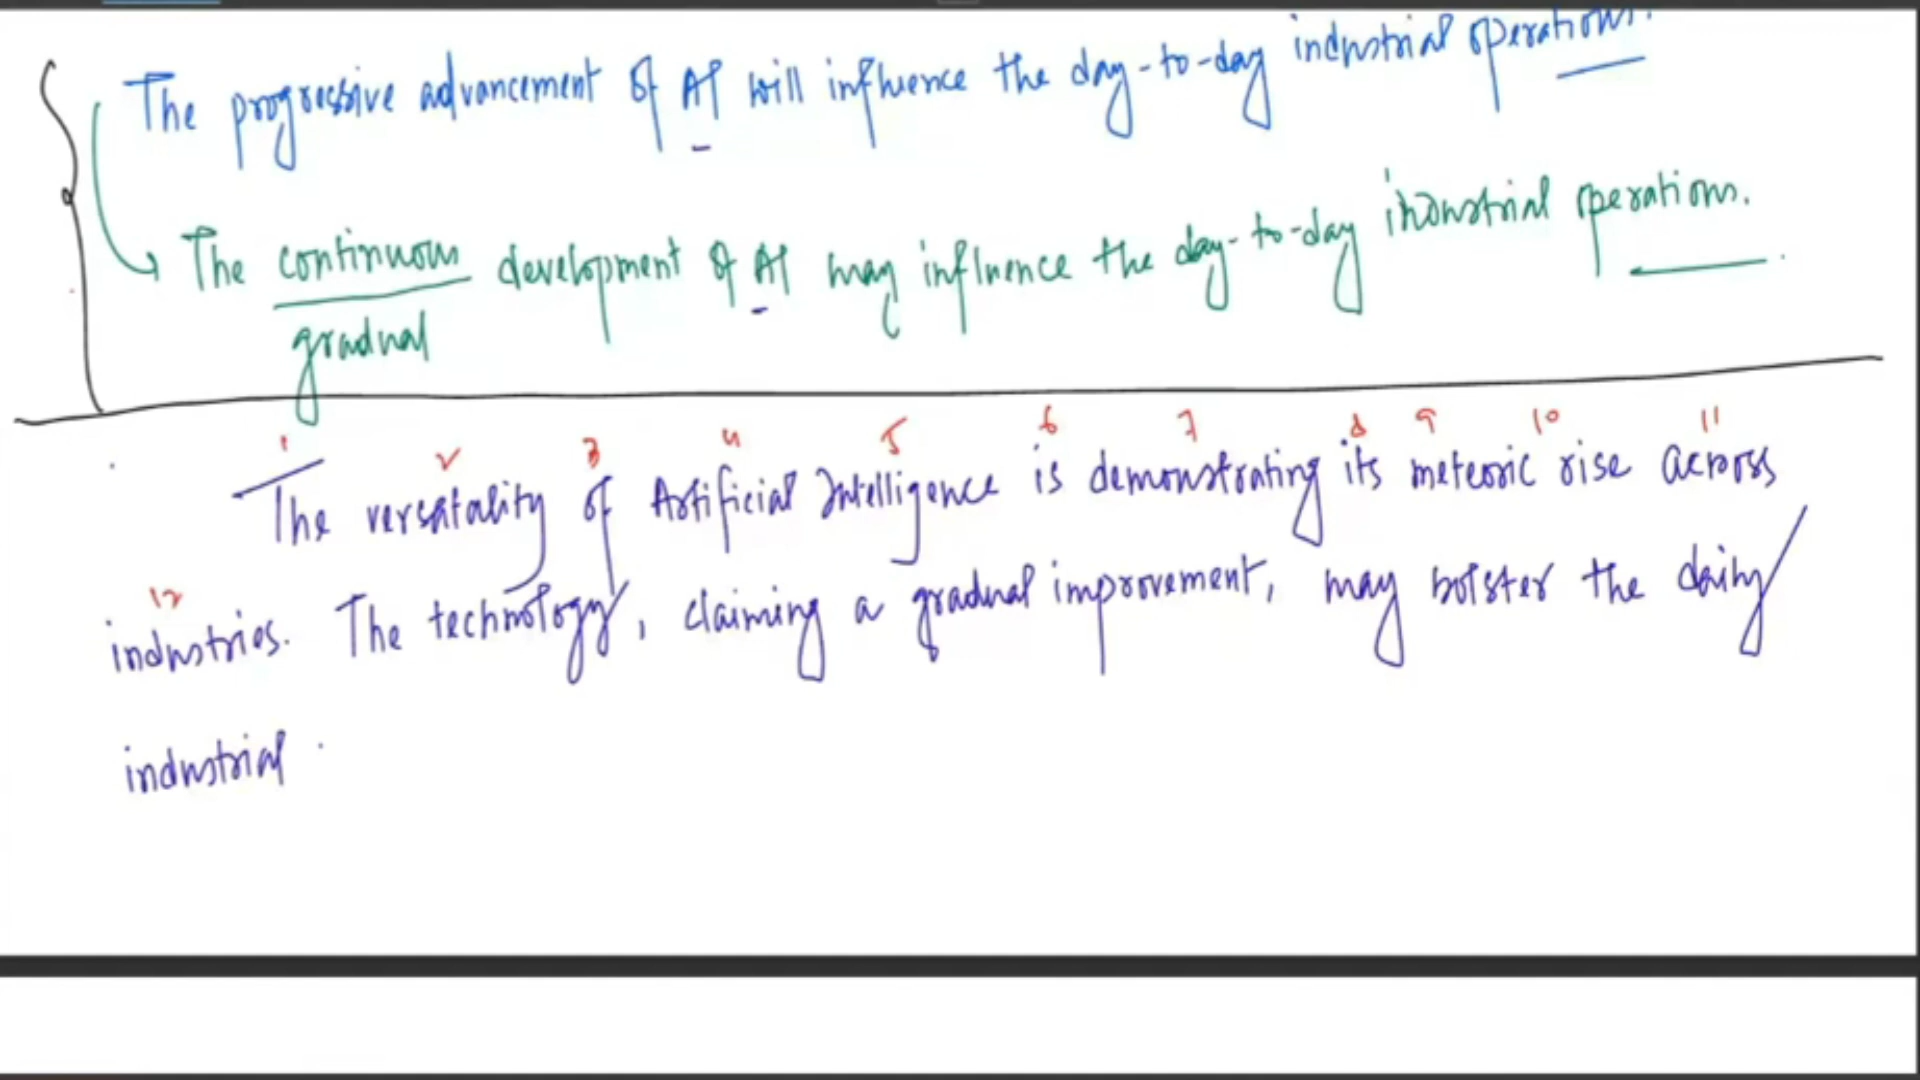 The progressive advancement of AI will influence the day-to-day industrial operations.
The continuous development of AI may influence the day-to-day industrial operations.
gradual
1 2 3 4 5 6 7 8 9 10 11
The versatality of Artificial Intelligence is demonstrating its meteoric rise across
12
industries. The technology, claiming a gradual improvement, may bolster the daily
industrial